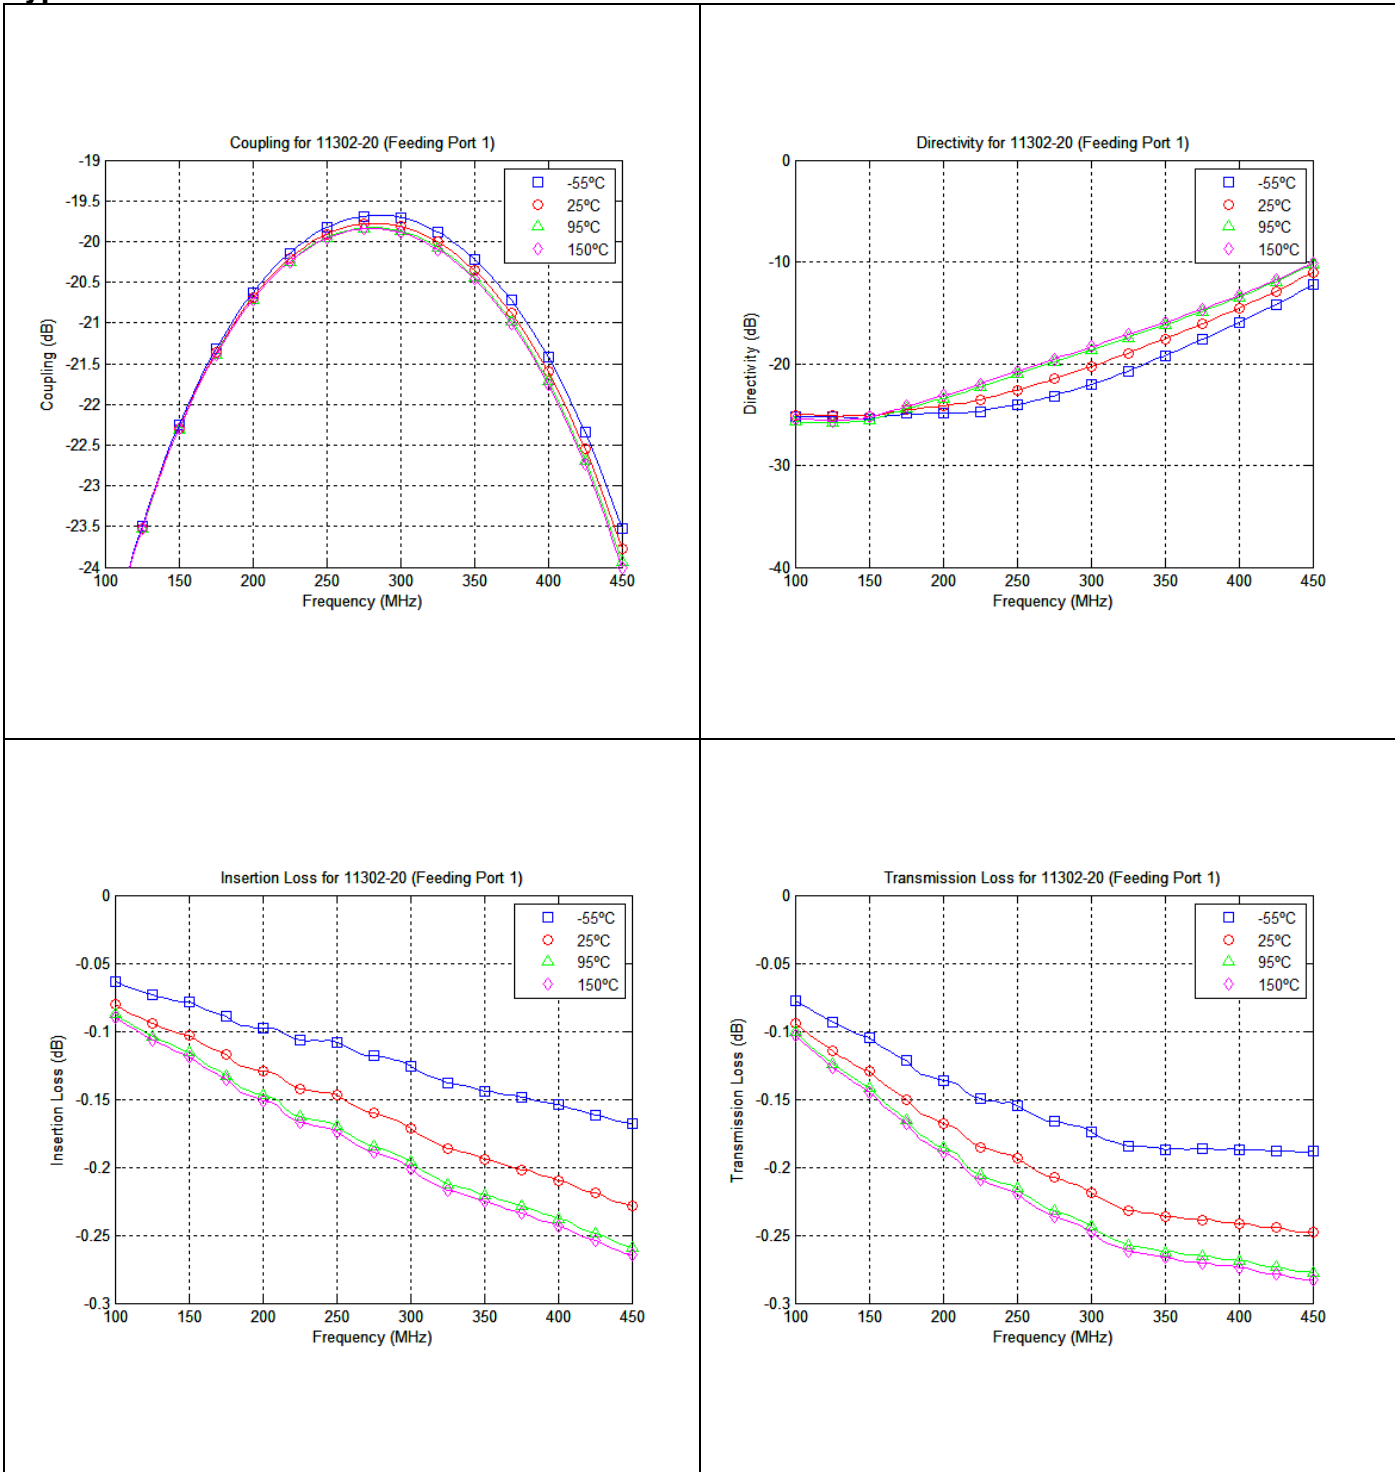 Coupling for 11302-20 (Feeding Port 1)
-19
-19.5
-20
-20.5
-21
-21.5
-22
-22.5
-23
-23.5
-24
Coupling (dB)
-55ºC
25ºC
95ºC
150ºC
100 150 200 250 300 350 400 450
Frequency (MHz)
Directivity for 11302-20 (Feeding Port 1)
0
-10
-20
-30
-40
Directivity (dB)
-55ºC
25ºC
95ºC
150ºC
100 150 200 250 300 350 400 450
Frequency (MHz)
Insertion Loss for 11302-20 (Feeding Port 1)
0
-0.05
-0.1
-0.15
-0.2
-0.25
-0.3
Insertion Loss (dB)
-55ºC
25ºC
95ºC
150ºC
100 150 200 250 300 350 400 450
Frequency (MHz)
Transmission Loss for 11302-20 (Feeding Port 1)
0
-0.05
-0.1
-0.15
-0.2
-0.25
-0.3
Transmission Loss (dB)
-55ºC
25ºC
95ºC
150ºC
100 150 200 250 300 350 400 450
Frequency (MHz)